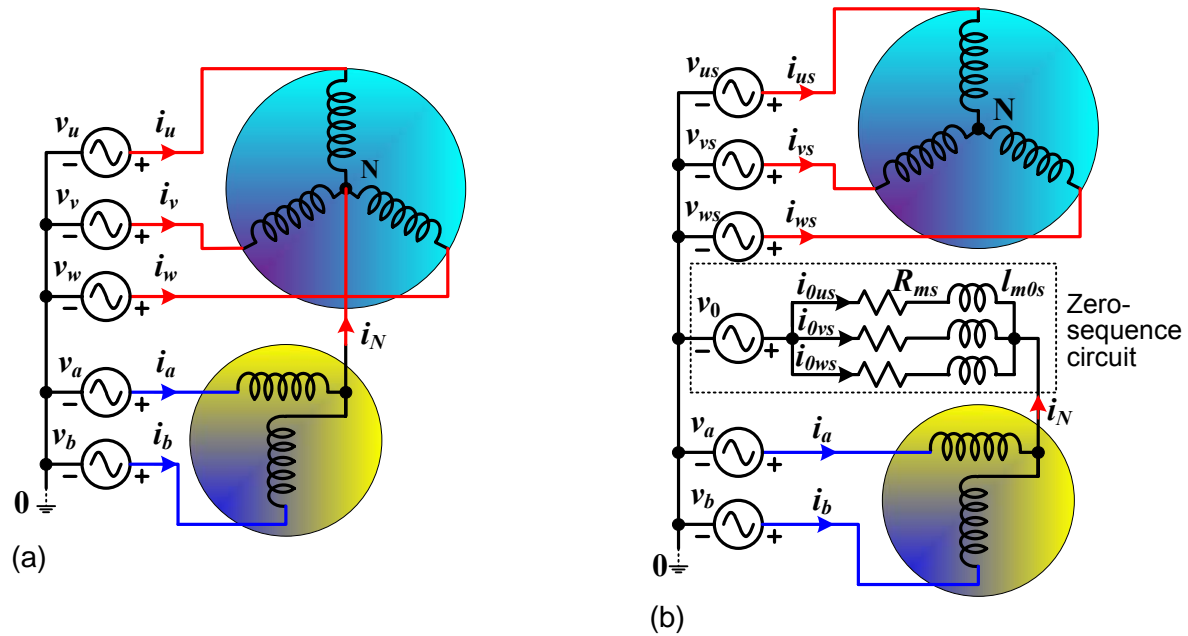 v_u
i_u
N
v_v
i_v
v_w
i_w
i_N
v_a
i_a
v_b
i_b
0
(a)
v_us
i_us
N
v_vs
i_vs
v_ws
i_ws
i_0us
R_ms
l_m0s
v_0
i_0vs
i_0ws
Zero-
sequence
circuit
i_N
v_a
i_a
v_b
i_b
0
(b)